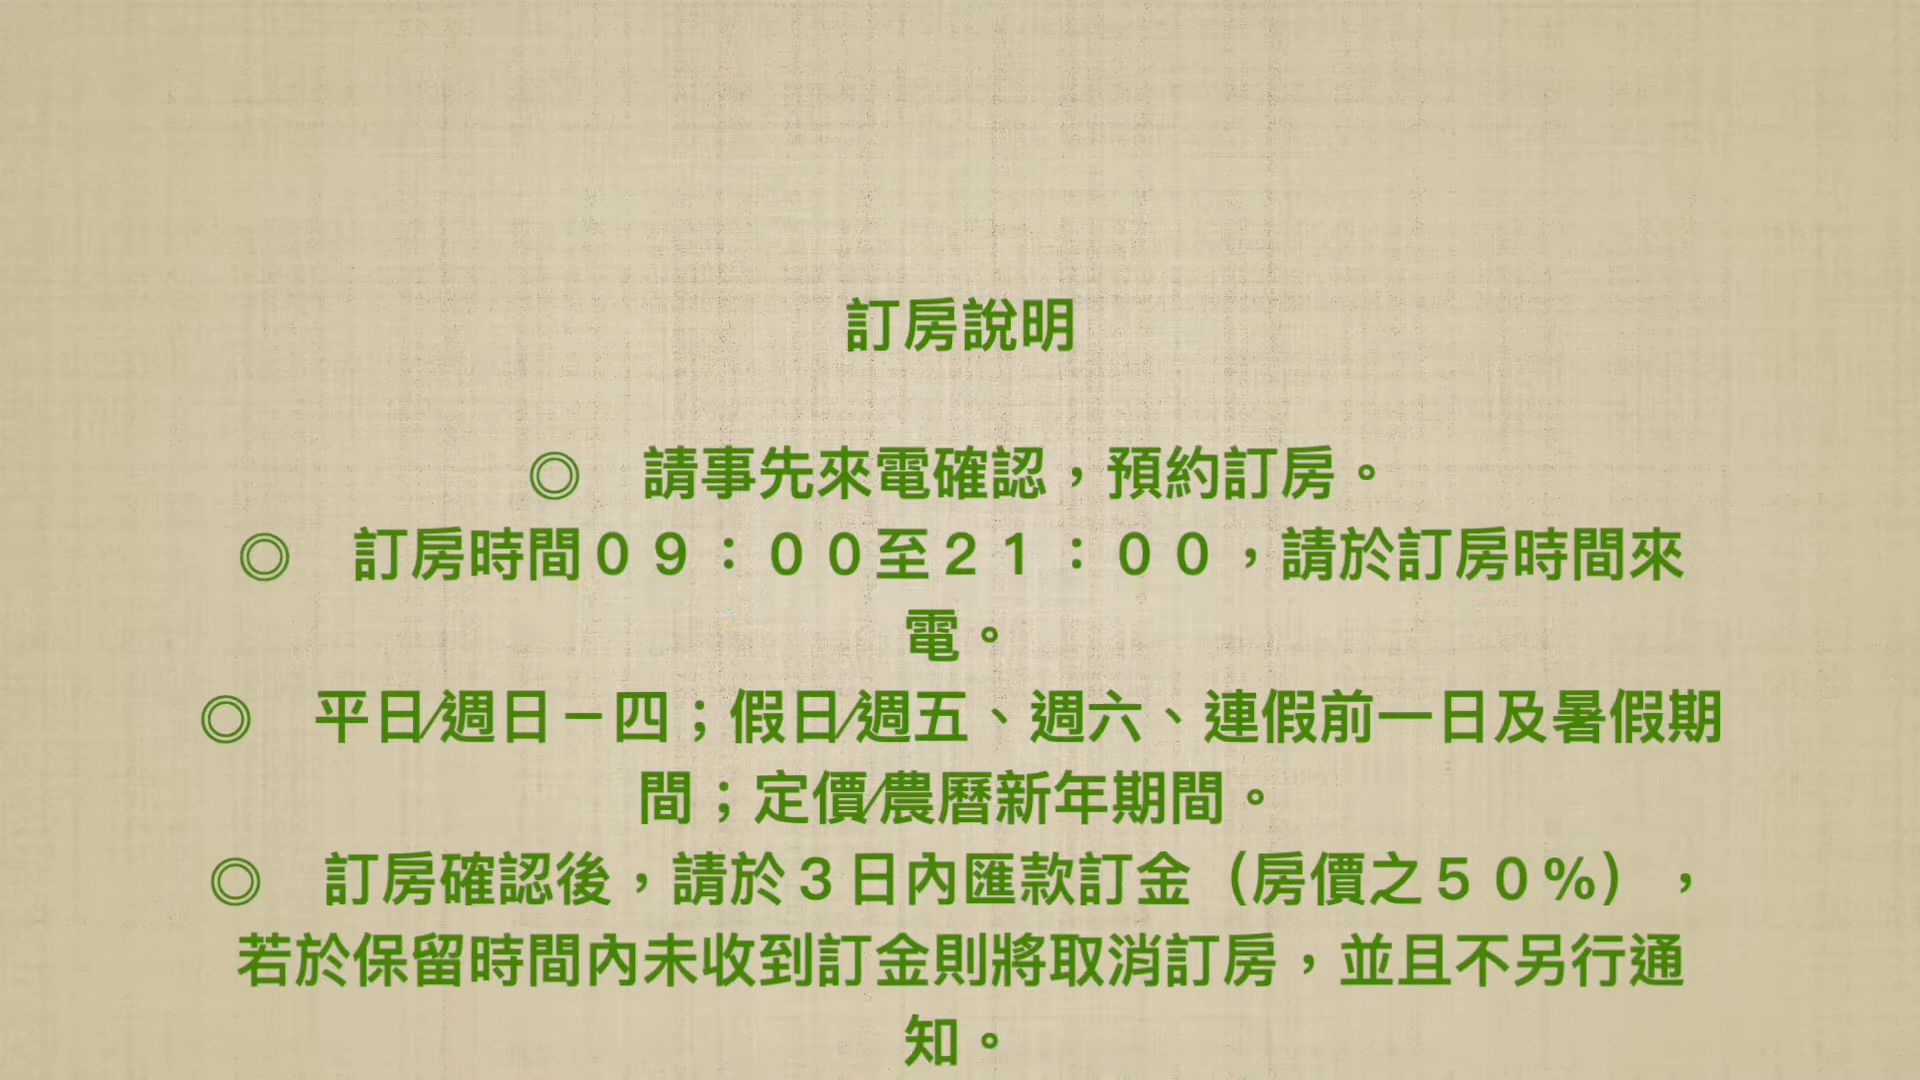 訂房說明
◎　請事先來電確認，預約訂房。
◎　訂房時間０９：００至２１：００，請於訂房時間來
電。
◎　平日∕週日－四；假日∕週五、週六、連假前一日及暑假期
間；定價∕農曆新年期間。
◎　訂房確認後，請於３日內匯款訂金（房價之５０%），
若於保留時間內未收到訂金則將取消訂房，並且不另行通
知。